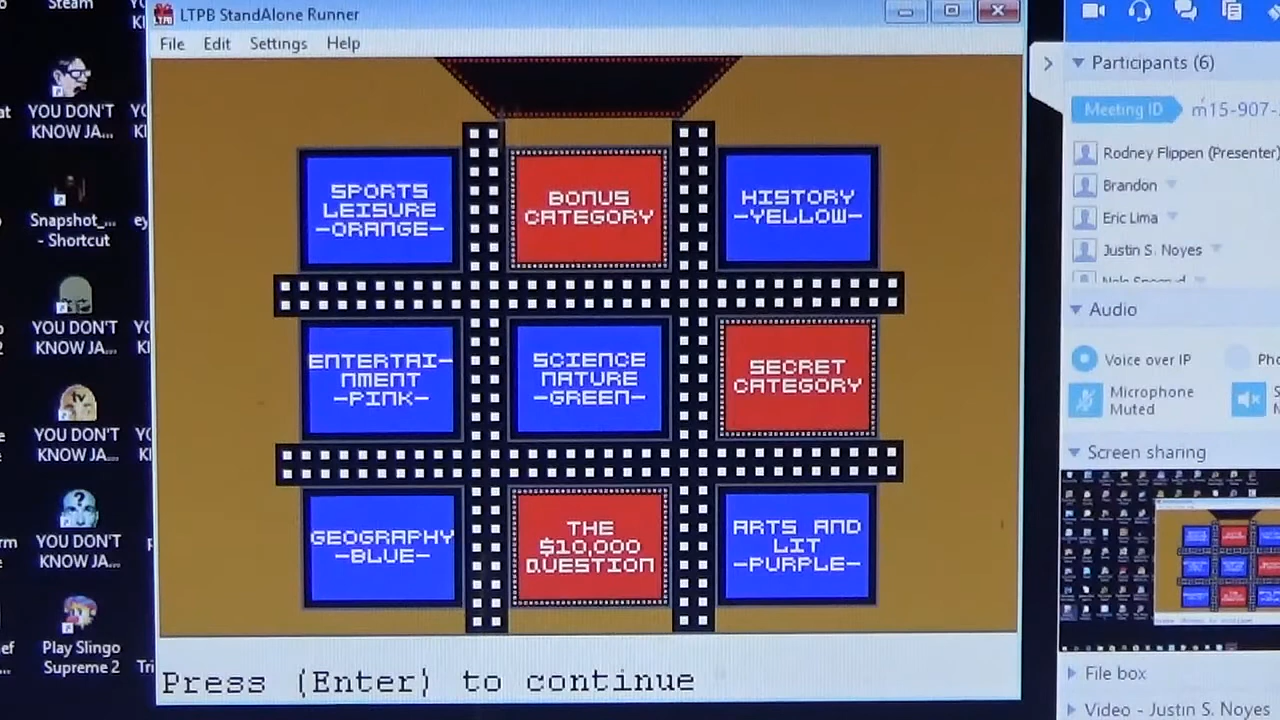 Steam
LTPB StandAlone Runner
File Edit Settings Help
YOU DON'T
KNOW JA...
Snapshot_...
- Shortcut
YOU DON'T
KNOW JA...
YOU DON'T
KNOW JA...
YOU DON'T
KNOW JA...
Play Slingo
Supreme 2
SPORTS
LEISURE
-ORANGE-
BONUS
CATEGORY
HISTORY
-YELLOW-
ENTERTAI-
NMENT
-PINK-
SCIENCE
NATURE
-GREEN-
SECRET
CATEGORY
GEOGRAPHY
-BLUE-
THE
$10,000
QUESTION
ARTS AND
LIT
-PURPLE-
Press (Enter) to continue
Participants (6)
Meeting ID m15-907-
Rodney Flippen (Presenter)
Brandon
Eric Lima
Justin S. Noyes
Audio
Voice over IP
Microphone
Muted
Screen sharing
File box
Video - Justin S. Noyes